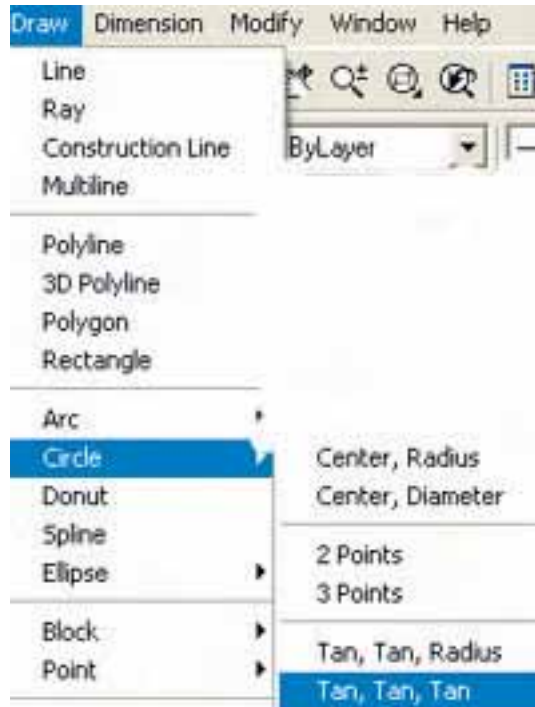 Draw Dimension Modify Window Help
Line
Ray
Construction Line
ByLayer
Multiline
Polyline
3D Polyline
Polygon
Rectangle
Arc
Circle
Donut
Spline
Ellipse
Block
Point
Center, Radius
Center, Diameter
2 Points
3 Points
Tan, Tan, Radius
Tan, Tan, Tan